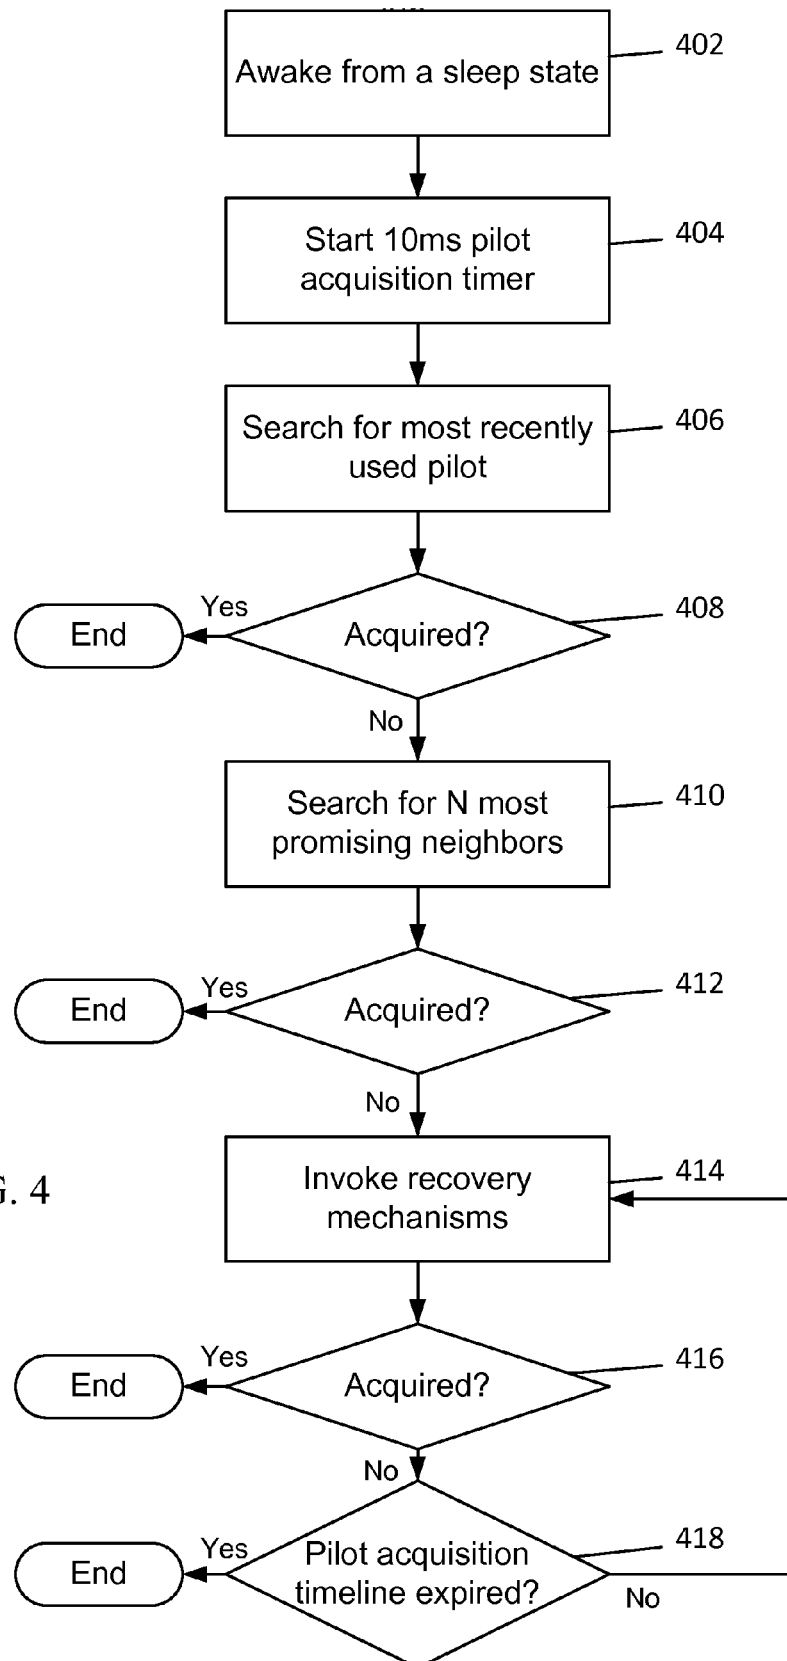 402
Awake from a sleep state
404
Start 10ms pilot
acquisition timer
406
Search for most recently
used pilot
408
Yes
End
Acquired?
No
410
Search for N most
promising neighbors
412
Yes
End
Acquired?
No
414
Invoke recovery
mechanisms
G. 4
416
Yes
End
Acquired?
No
418
Yes
End
Pilot acquisition
timeline expired?
No